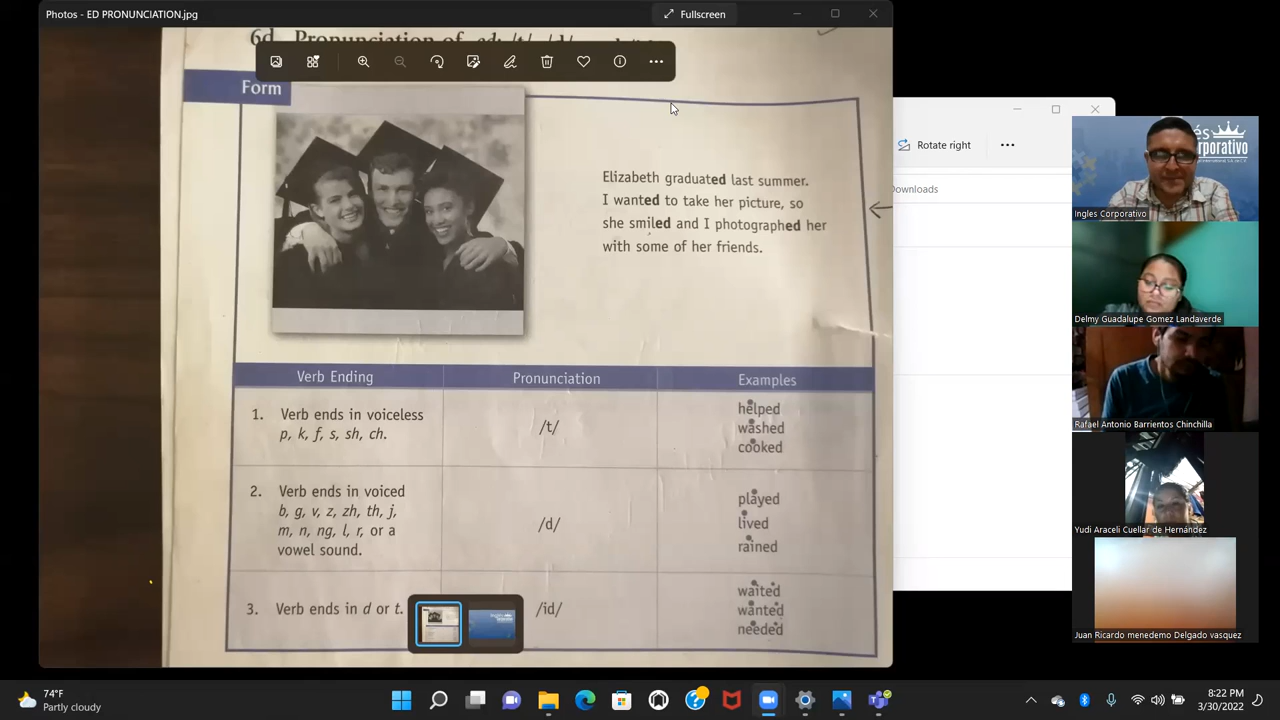 Photos - ED PRONUNCIATION.jpg
Fullscreen
6d Pronunciation of
Form
Elizabeth graduated last summer.
I wanted to take her picture, so
she smiled and I photographed her
with some of her friends.
Verb Ending Pronunciation Examples
1. Verb ends in voiceless
p, k, f, s, sh, ch.
/t/
helped
washed
cooked
2. Verb ends in voiced
b, g, v, z, zh, th, j,
m, n, ng, l, r, or a
vowel sound.
/d/
played
lived
rained
3. Verb ends in d or t.
/id/
waited
wanted
needed
Rotate right
Downloads
Ingles Corporativo
Delmy Guadalupe Gomez Landaverde
Rafael Antonio Barrientos Chinchilla
Yudi Araceli Cuellar de Hernández
Juan Ricardo menedemo Delgado vasquez
74°F
Partly cloudy
8:22 PM
3/30/2022